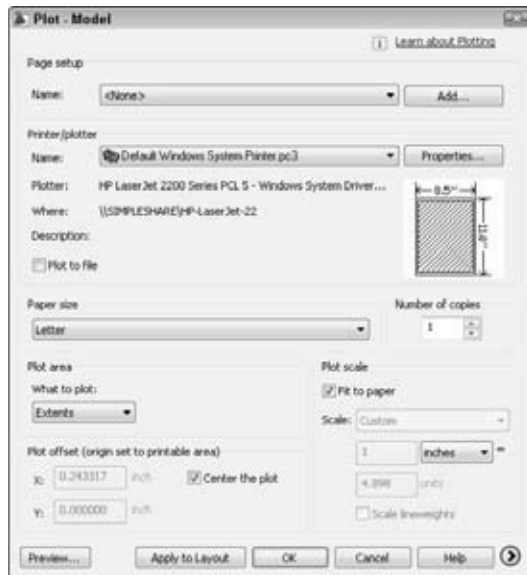 Plot - Model
i Learn about Plotting
Page setup
Name: <None> Add...
Printer/plotter
Name: Default Windows System Printer.pc3 Properties...
Plotter: HP LaserJet 2200 Series PCL 5 - Windows System Driver...
Where: \\SIMPLESHARE\HP-LaserJet-22
Description:
Plot to file
8.5"
11.0"
Paper size
Letter
Number of copies
1
Plot area
What to plot:
Extents
Plot offset (origin set to printable area)
X: 0.243317 inch Center the plot
Y: 0.000000 inch
Plot scale
Fit to paper
Scale: Custom
1 inches =
4.898 units
Scale lineweights
Preview... Apply to Layout OK Cancel Help